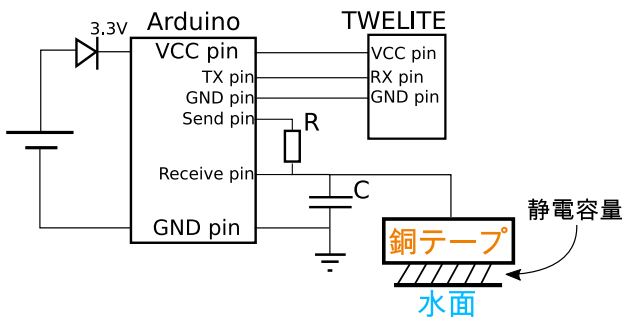 Arduino
TWELITE
3.3V
VCC pin
VCC pin
TX pin
RX pin
GND pin
GND pin
Send pin
R
Receive pin
C
GND pin
静電容量
銅テープ
水面